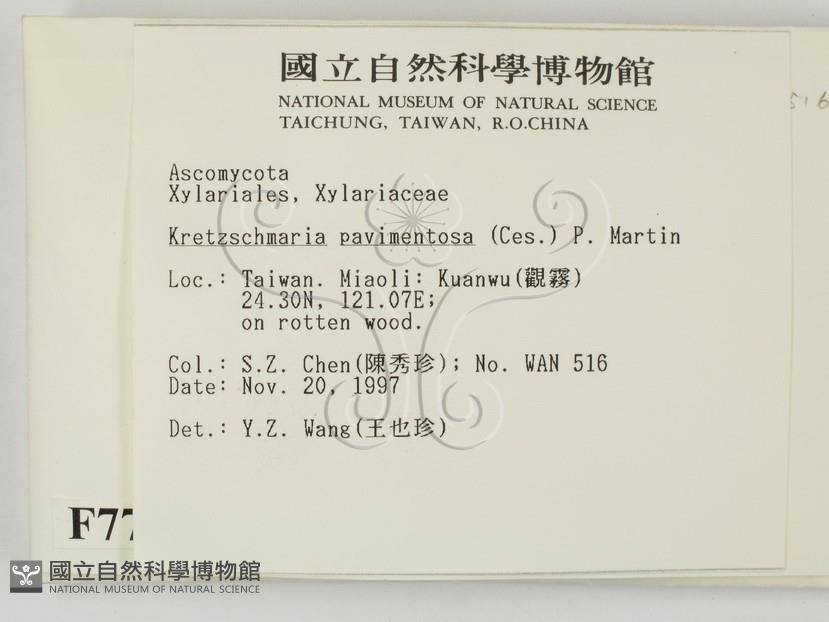 國立自然科學博物館
NATIONAL MUSEUM OF NATURAL SCIENCE
TAICHUNG, TAIWAN, R.O.CHINA
Ascomycota
Xylariales, Xylariaceae
Kretzschmaria pavimentosa (Ces.) P. Martin
Loc.: Taiwan. Miaoli: Kuanwu(觀霧)
24.30N, 121.07E;
on rotten wood.
Col.: S.Z. Chen(陳秀珍); No. WAN 516
Date: Nov. 20, 1997
Det.: Y.Z. Wang(王也珍)
F77
國立自然科學博物館
NATIONAL MUSEUM OF NATURAL SCIENCE